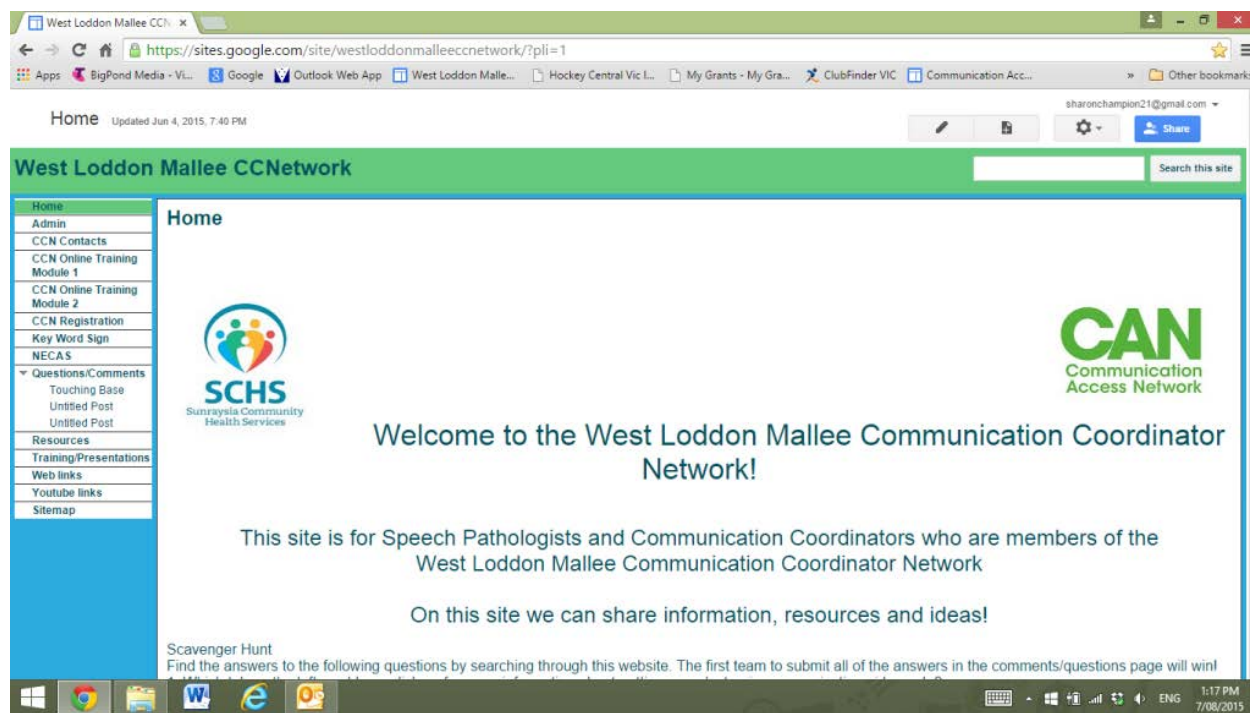 West Loddon Mallee CCN
https://sites.google.com/site/westloddonmalleeccnetwork/?pli=1
Apps BigPond Media - Vi... Google Outlook Web App West Loddon Malle... Hockey Central Vic I... My Grants - My Gra... ClubFinder VIC Communication Acc... » Other bookmarks
sharonchampion21@gmail.com
Home Updated Jun 4, 2015, 7:40 PM
Share
West Loddon Mallee CCNetwork
Search this site
Home
Admin
CCN Contacts
CCN Online Training
Module 1
CCN Online Training
Module 2
CCN Registration
Key Word Sign
NECAS
Questions/Comments
Touching Base
Untitled Post
Untitled Post
Resources
Training/Presentations
Web links
Youtube links
Sitemap
Home
SCHS
Sunraysia Community
Health Services
CAN
Communication
Access Network
Welcome to the West Loddon Mallee Communication Coordinator
Network!
This site is for Speech Pathologists and Communication Coordinators who are members of the
West Loddon Mallee Communication Coordinator Network
On this site we can share information, resources and ideas!
Scavenger Hunt
Find the answers to the following questions by searching through this website. The first team to submit all of the answers in the comments/questions page will win!
ENG
1:17 PM
7/08/2015